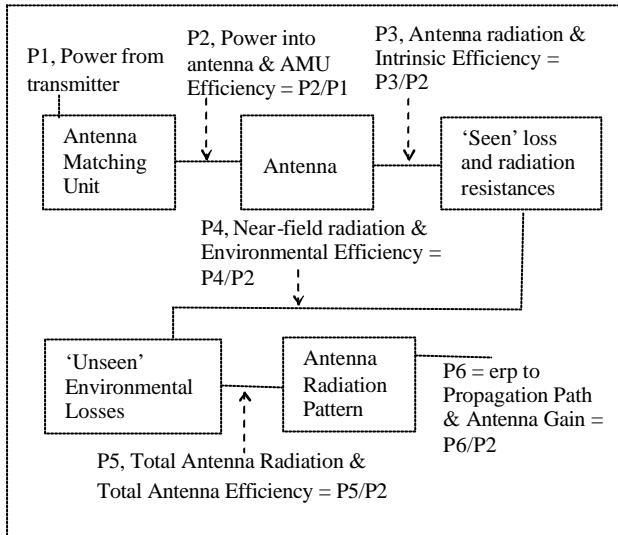 P1, Power from
transmitter
P2, Power into
antenna & AMU
Efficiency = P2/P1
P3, Antenna radiation &
Intrinsic Efficiency =
P3/P2
Antenna
Matching
Unit
Antenna
‘Seen’ loss
and radiation
resistances
P4, Near-field radiation &
Environmental Efficiency =
P4/P2
‘Unseen’
Environmental
Losses
Antenna
Radiation
Pattern
P6 = erp to
Propagation Path
& Antenna Gain =
P6/P2
P5, Total Antenna Radiation &
Total Antenna Efficiency = P5/P2